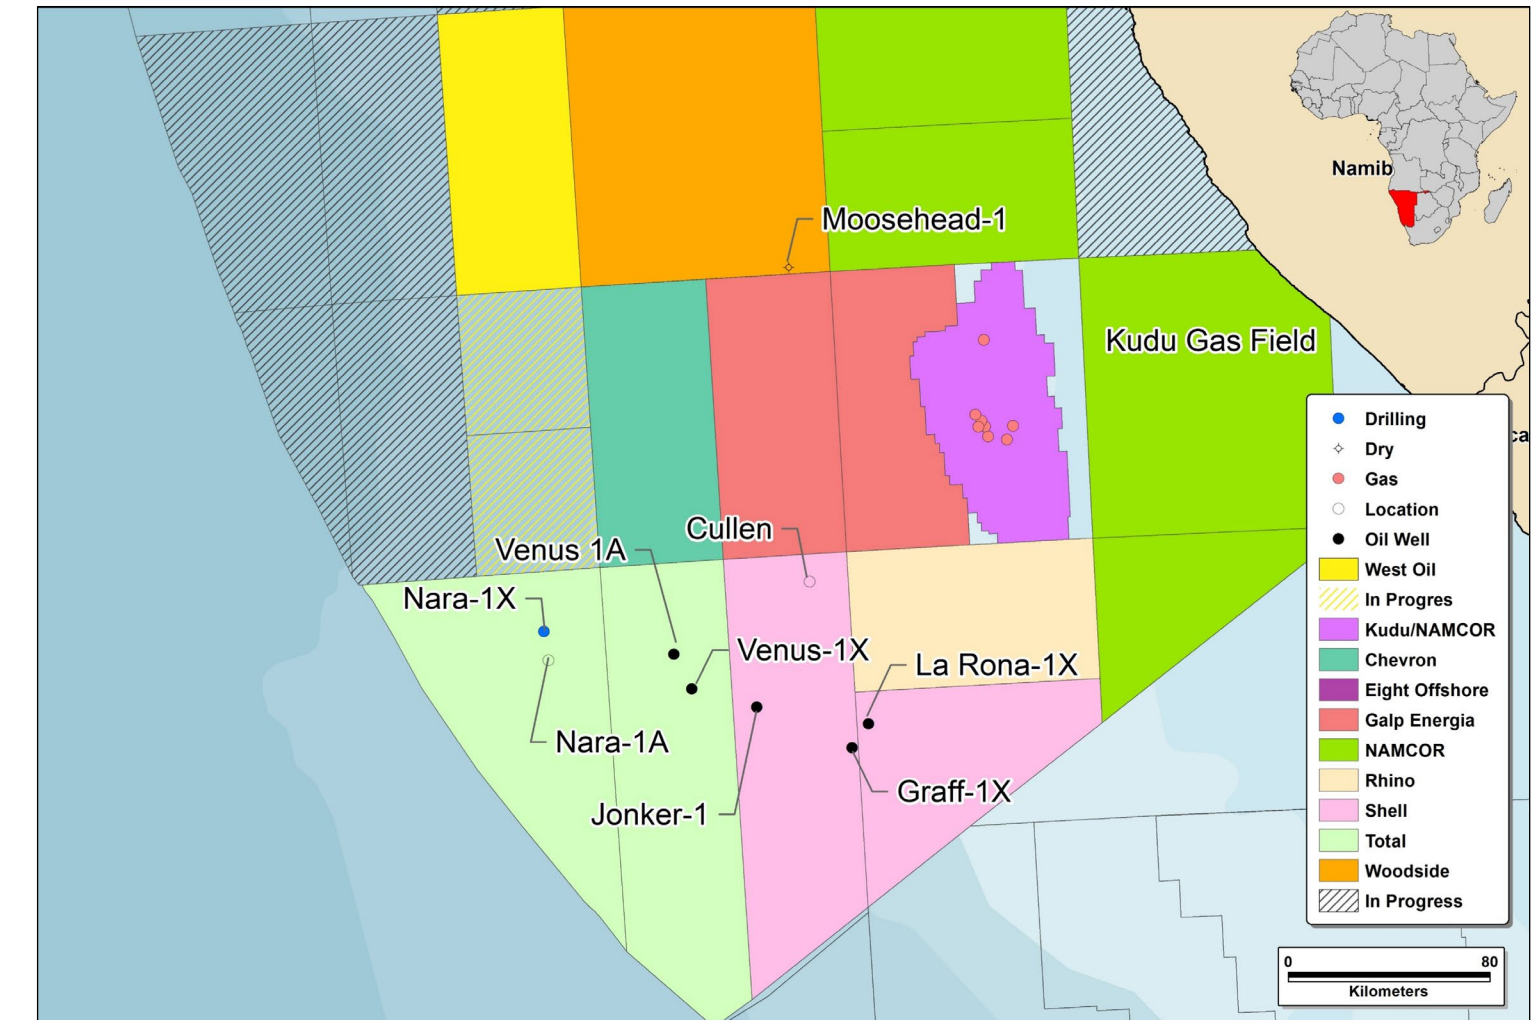 Namib
Moosehead-1
Kudu Gas Field
Cullen
Venus 1A
Nara-1X
Venus-1X
La Rona-1X
Nara-1A
Graff-1X
Jonker-1
ca
Drilling
Dry
Gas
Location
Oil Well
West Oil
In Progres
Kudu/NAMCOR
Chevron
Eight Offshore
Galp Energia
NAMCOR
Rhino
Shell
Total
Woodside
In Progress
0 80
Kilometers